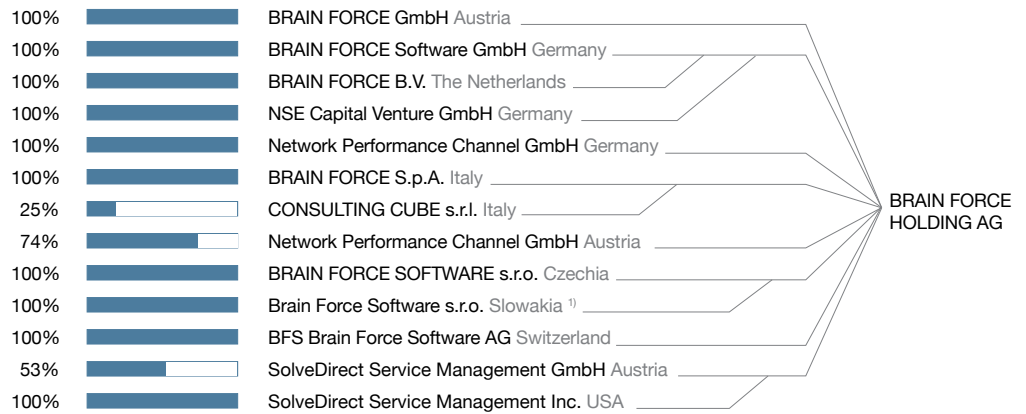 100% BRAIN FORCE GmbH Austria
100% BRAIN FORCE Software GmbH Germany
100% BRAIN FORCE B.V. The Netherlands
100% NSE Capital Venture GmbH Germany
100% Network Performance Channel GmbH Germany
100% BRAIN FORCE S.p.A. Italy
25% CONSULTING CUBE s.r.l. Italy
74% Network Performance Channel GmbH Austria
100% BRAIN FORCE SOFTWARE s.r.o. Czechia
100% Brain Force Software s.r.o. Slowakia 1)
100% BFS Brain Force Software AG Switzerland
53% SolveDirect Service Management GmbH Austria
100% SolveDirect Service Management Inc. USA
BRAIN FORCE
HOLDING AG